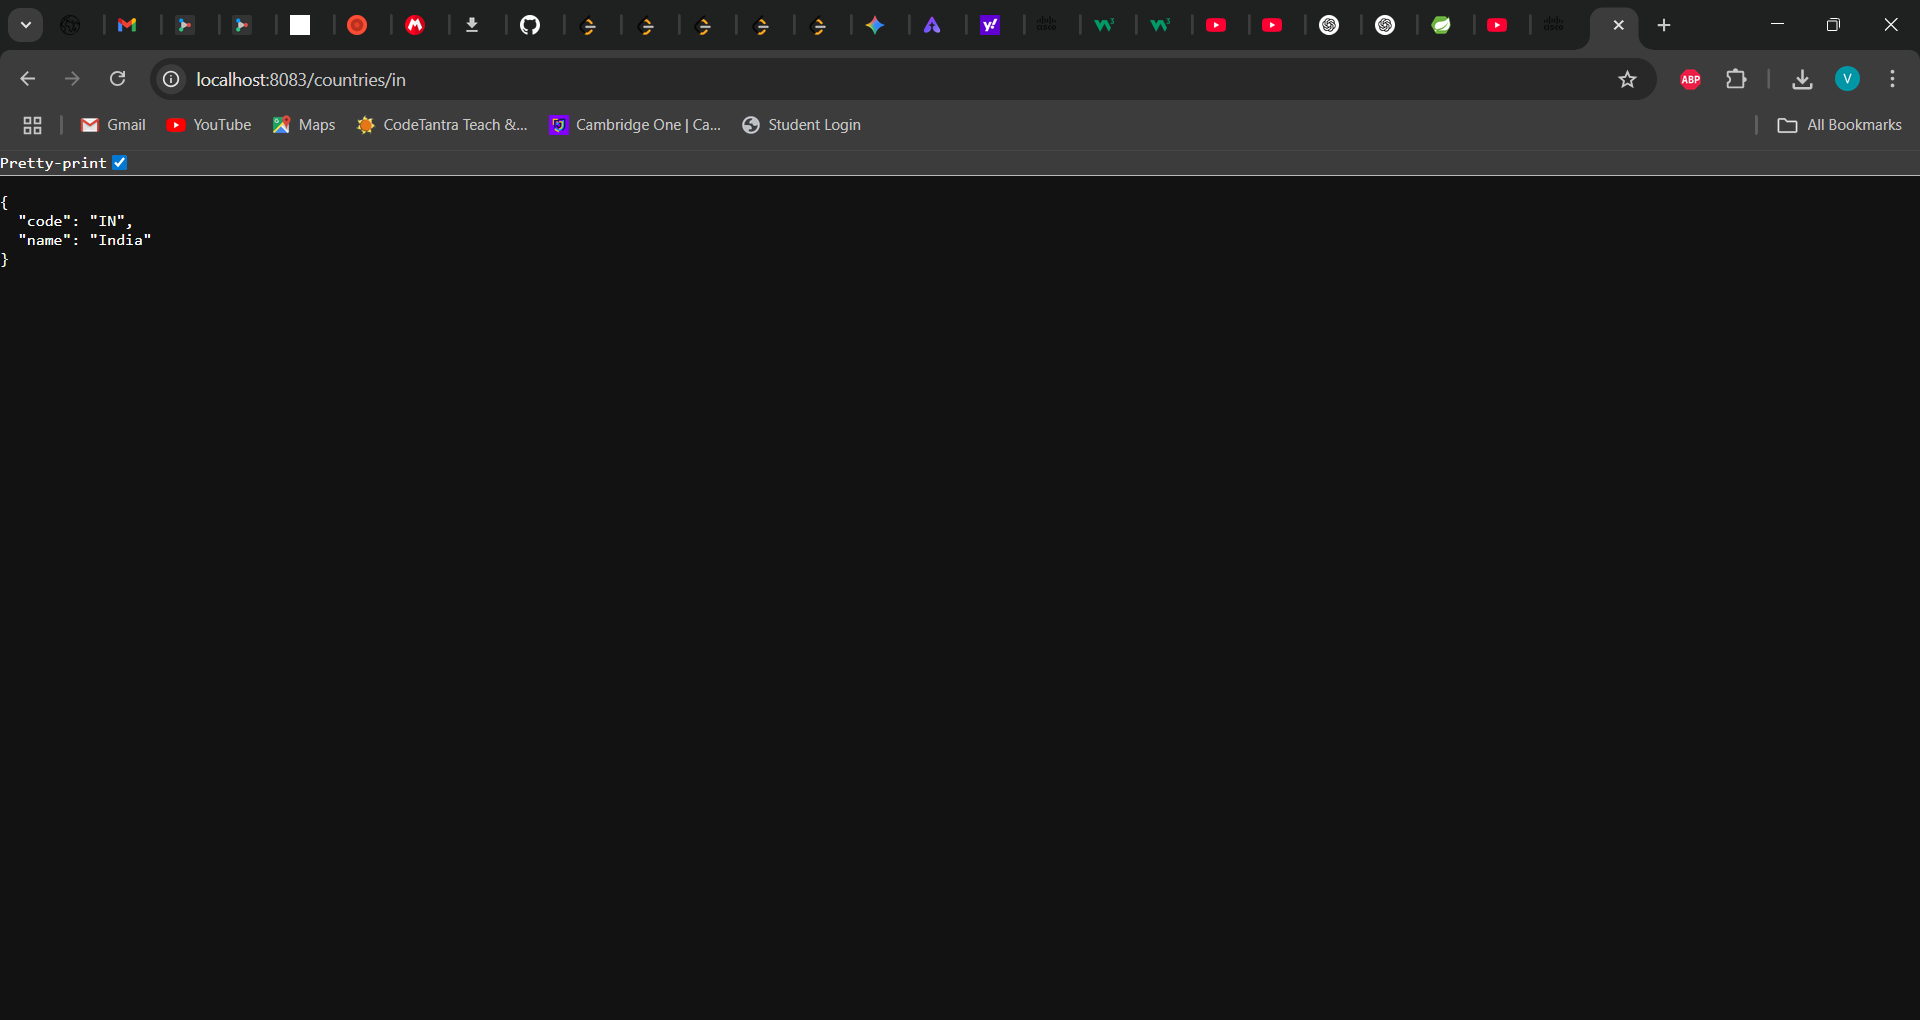 localhost:8083/countries/in
ABP
V
Gmail
YouTube
Maps
CodeTantra Teach &...
Cambridge One | Ca...
Student Login
All Bookmarks
Pretty-print
{
  "code": "IN",
  "name": "India"
}